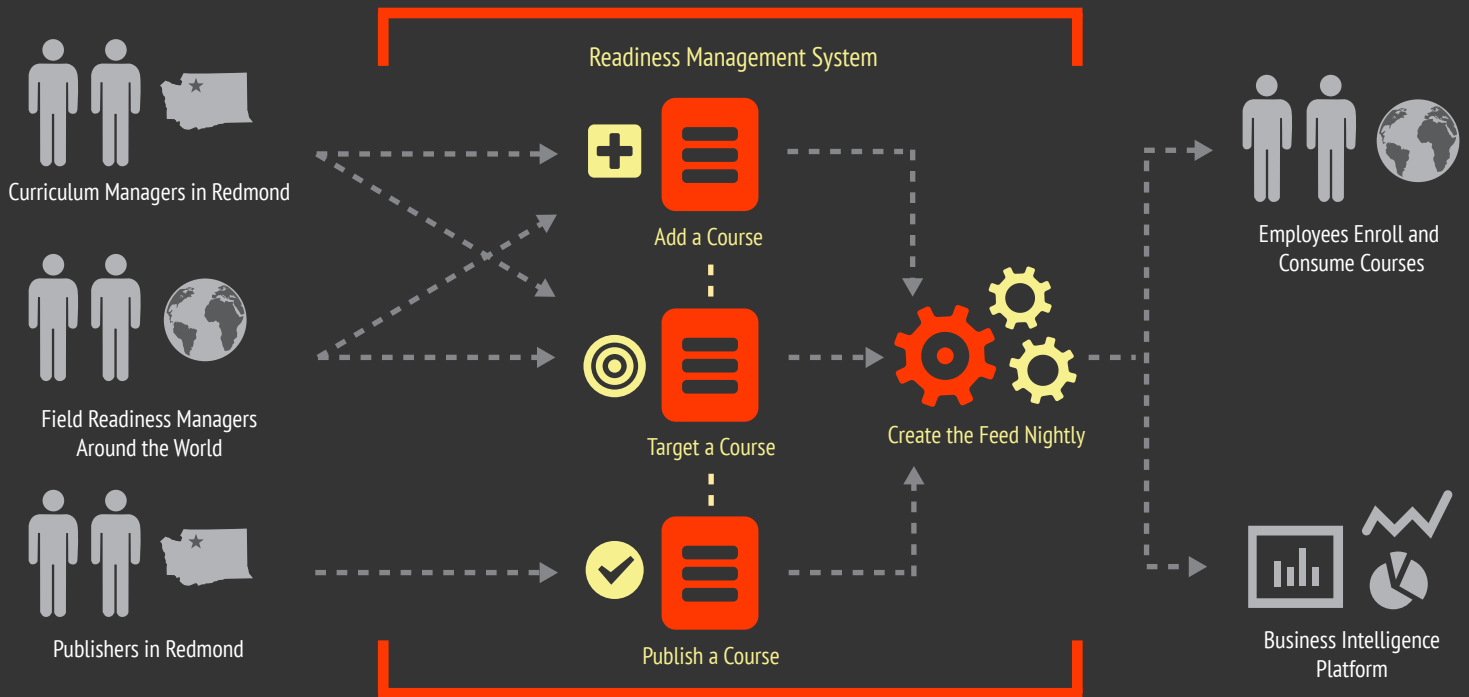 Readiness Management System
Curriculum Managers in Redmond
Add a Course
Employees Enroll and
Consume Courses
Field Readiness Managers
Around the World
Target a Course
Create the Feed Nightly
Publishers in Redmond
Publish a Course
Business Intelligence
Platform